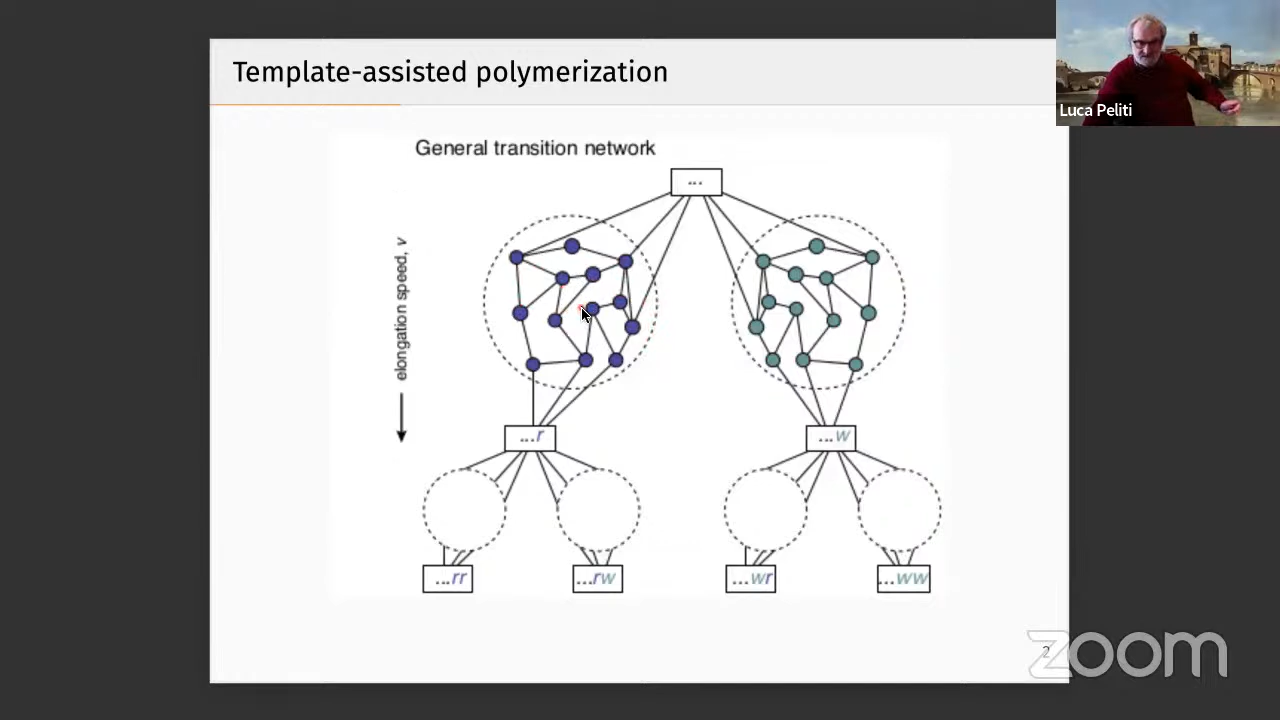 Template-assisted polymerization
Luca Peliti
General transition network
...
elongation speed, v
...r
...w
...rr
...rw
...wr
...ww
2
zoom